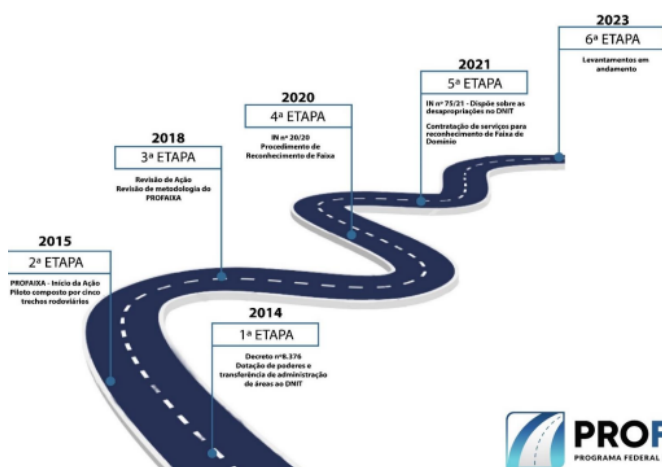 2023
6ª ETAPA
Levantamentos em
andamento
2021
5ª ETAPA
IN nº 75/21 - Dispõe sobre as
desapropriações no DNIT
Contratação de serviços para
reconhecimento de Faixa de
Domínio
2020
4ª ETAPA
IN nº 20/20
Procedimento de
Reconhecimento de Faixa
2018
3ª ETAPA
Revisão de Ação
Revisão de metodologia do
PROFAIXA
2015
2ª ETAPA
PROFAIXA - Início da Ação
Piloto composto por cinco
trechos rodoviários
2014
1ª ETAPA
Decreto nº8.376
Dotação de poderes e
transferência de administração
de áreas ao DNIT
PROF
PROGRAMA FEDERAL